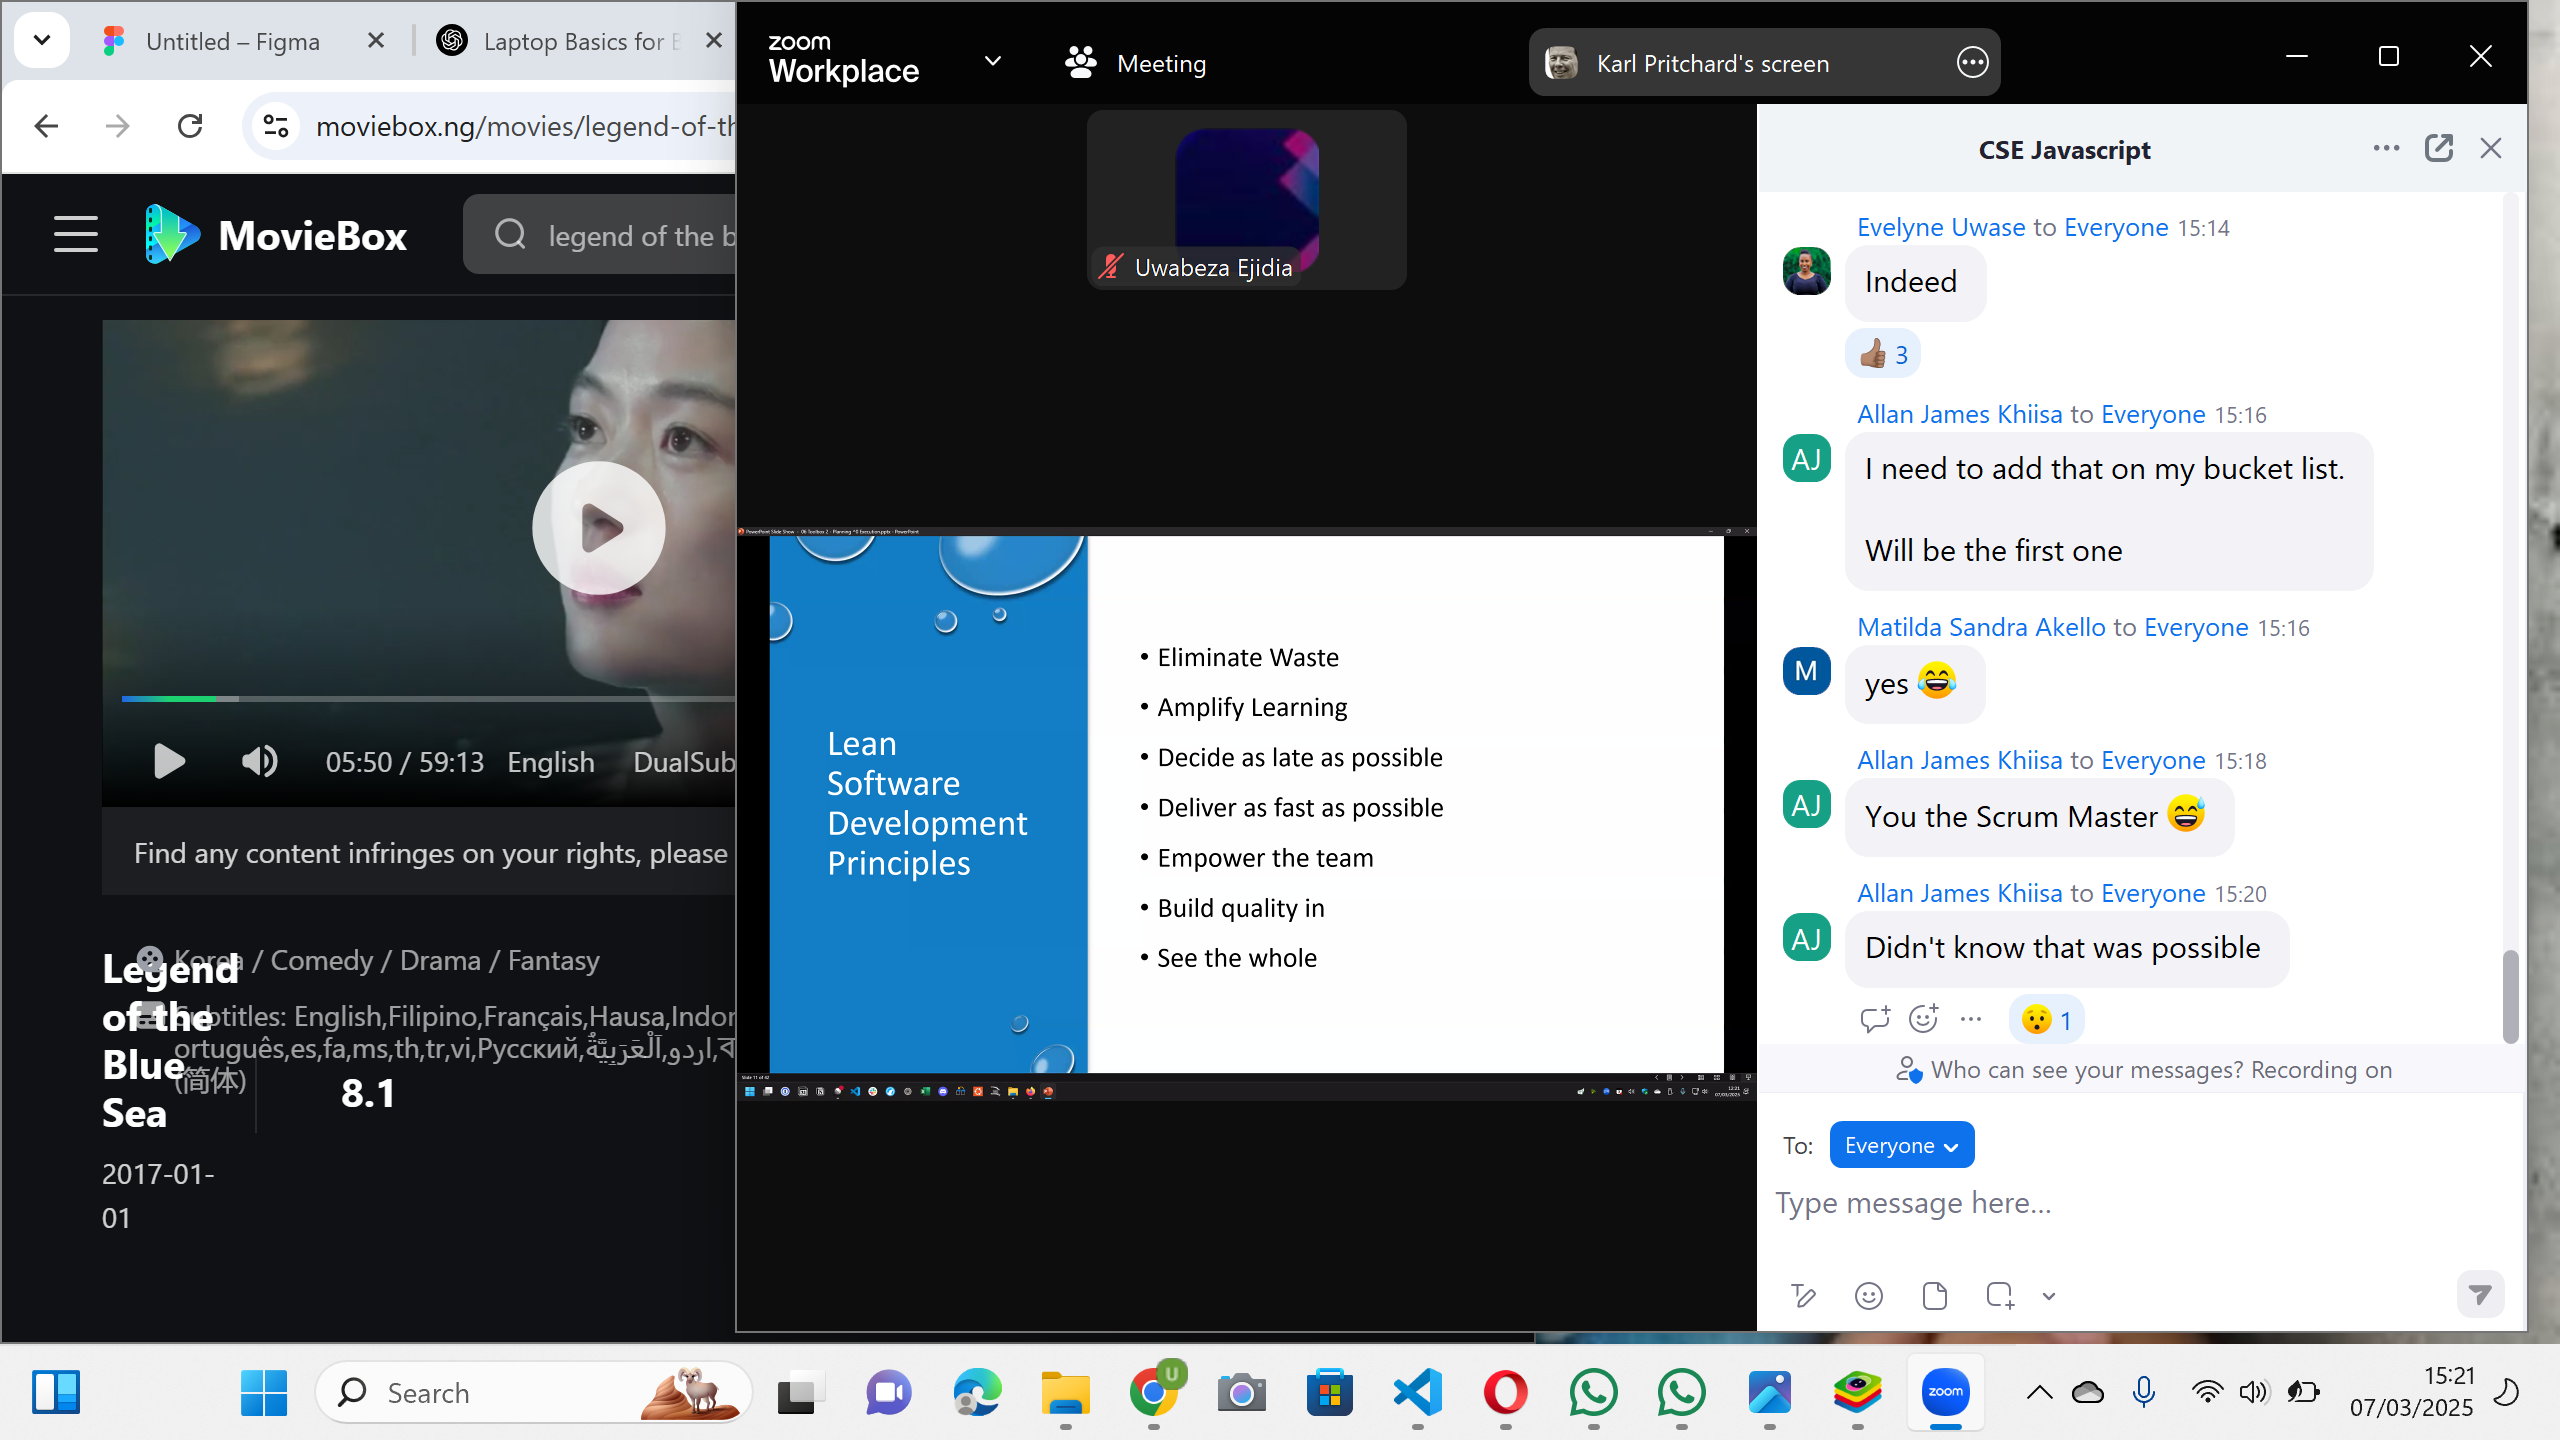 Untitled – Figma
Laptop Basics for
moviebox.ng/movies/legend-of-th
MovieBox
legend of the b
05:50 / 59:13 English DualSub
Find any content infringes on your rights, please
Legend of the Blue Sea
Korea / Comedy / Drama / Fantasy
Subtitles: English,Filipino,Français,Hausa,Indor
ortuguês,es,fa,ms,th,tr,vi,Русский,اَلْعَرَبِيَّةُ,اردو
(简体)
8.1
2017-01-
01
zoom
Workplace
Meeting
Karl Pritchard's screen
Uwabeza Ejidia
PowerPoint Slide Show
Lean
Software
Development
Principles
• Eliminate Waste
• Amplify Learning
• Decide as late as possible
• Deliver as fast as possible
• Empower the team
• Build quality in
• See the whole
CSE Javascript
Evelyne Uwase to Everyone 15:14
Indeed
3
Allan James Khiisa to Everyone 15:16
AJ
I need to add that on my bucket list.
Will be the first one
Matilda Sandra Akello to Everyone 15:16
M
yes 😂
Allan James Khiisa to Everyone 15:18
AJ
You the Scrum Master 😅
Allan James Khiisa to Everyone 15:20
AJ
Didn't know that was possible
1
Who can see your messages? Recording on
To: Everyone
Type message here...
Search
U
zoom
15:21
07/03/2025